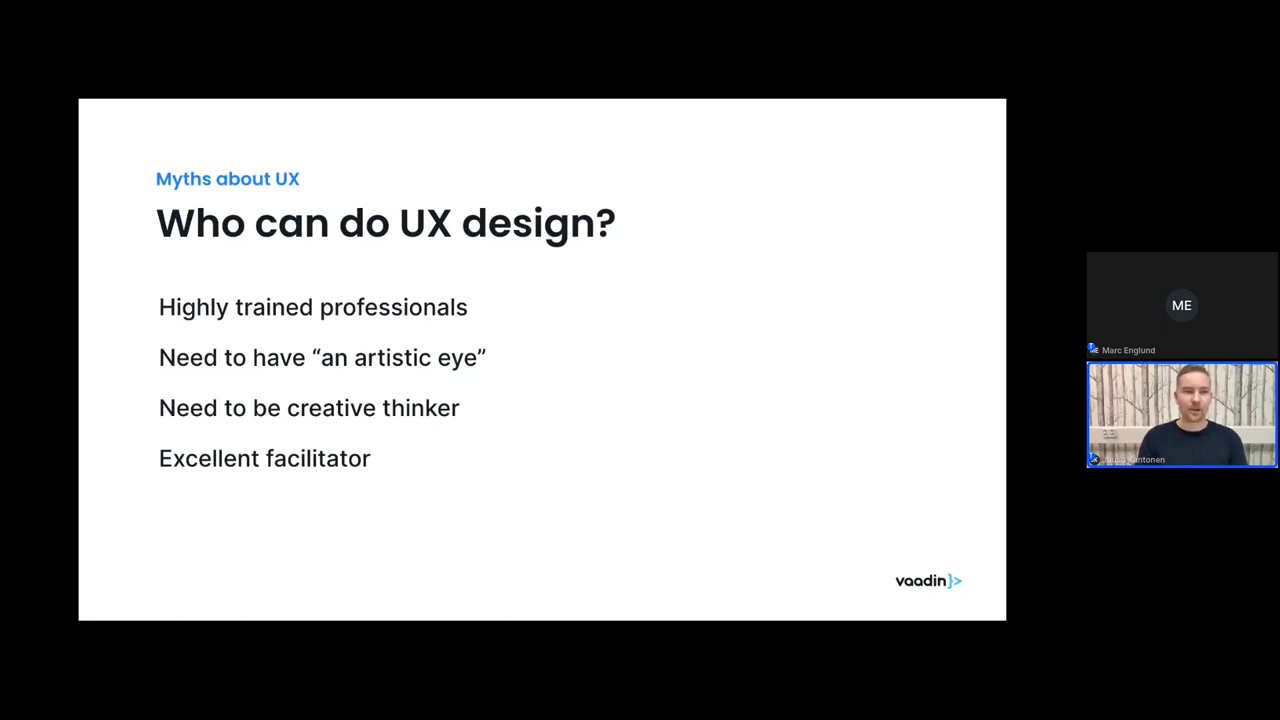 Myths about UX
Who can do UX design?
Highly trained professionals
Need to have “an artistic eye”
Need to be creative thinker
Excellent facilitator
vaadin}>
ME
ME Marc Englund